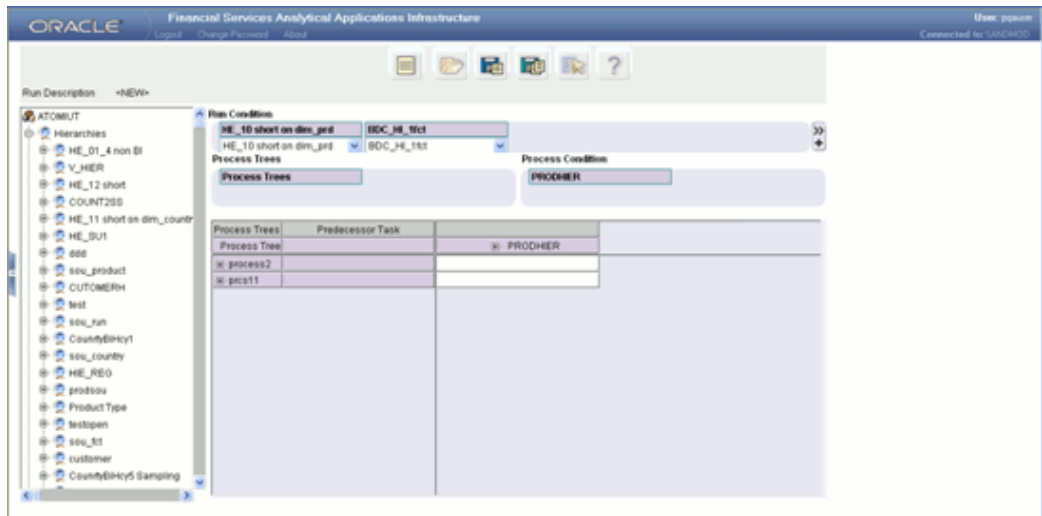 ORACLE
Financial Services Analytical Applications Infrastructure
Logout Change Password About
User: pqauser
Connected to: SANDMOD
?
Run Description <NEW>
ATOMIUT
Hierarchies
HE_01_4 non BI
V_HIER
HE_12 short
COUNT2SS
HE_11 short on dim_countr
HE_SU1
ddd
sou_product
CUTOMERH
test
sou_run
CountyBiHcy1
sou_country
HIE_REG
prodsou
Product Type
testopen
sou_fct
customer
CountyBiHcy5 Sampling
Run Condition
HE_10 short on dim_prd BDC_HI_1fct
HE_10 short on dim_prd BDC_HI_1fct
Process Trees Process Condition
Process Trees PRODHIER
Process Trees Predecessor Task
Process Tree PRODHIER
process2
prcs11